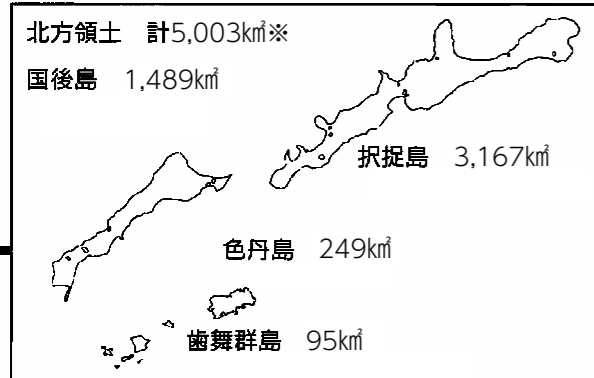 北方領土　計5,003㎢※
国後島　1,489㎢
択捉島　3,167㎢
色丹島　249㎢
歯舞群島　95㎢